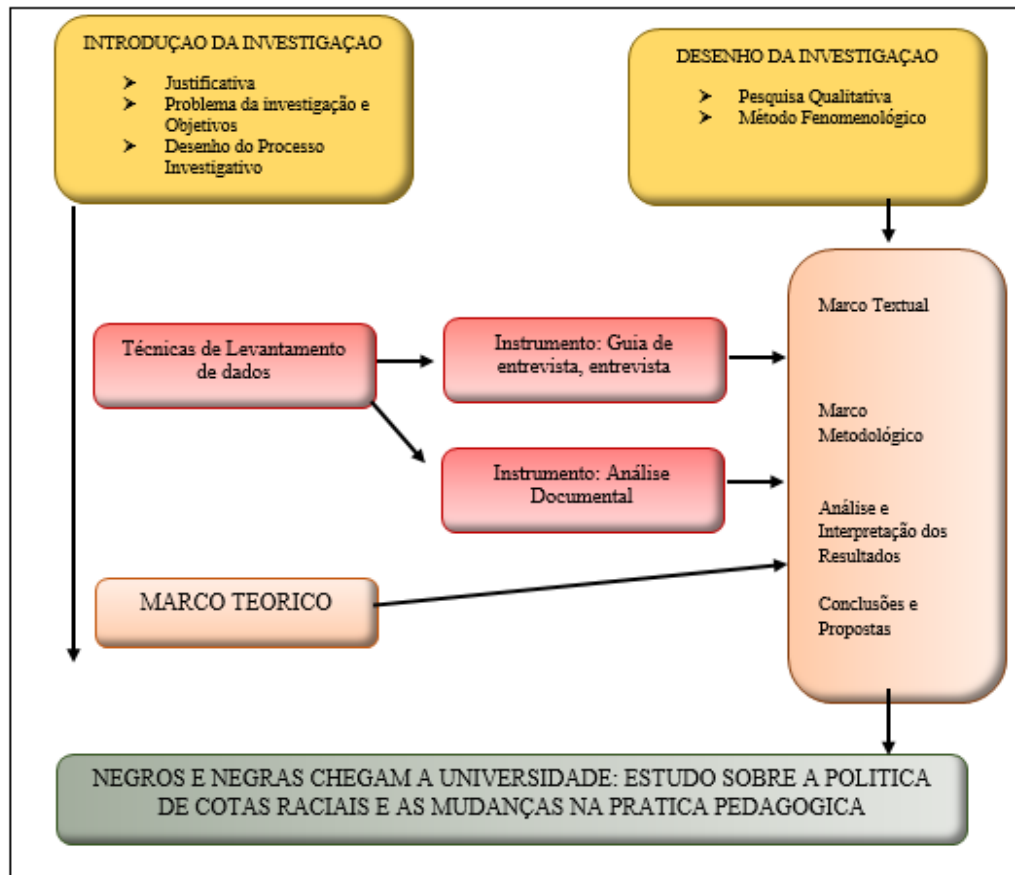 INTRODUÇAO DA INVESTIGAÇAO
➤ Justificativa
➤ Problema da investigação e
Objetivos
➤ Desenho do Processo
Investigativo
DESENHO DA INVESTIGAÇAO
➤ Pesquisa Qualitativa
➤ Método Fenomenológico
Técnicas de Levantamento
de dados
Instrumento: Guia de
entrevista, entrevista
Instrumento: Análise
Documental
MARCO TEORICO
Marco Textual
Marco
Metodológico
Análise e
Interpretação dos
Resultados
Conclusões e
Propostas
NEGROS E NEGRAS CHEGAM A UNIVERSIDADE: ESTUDO SOBRE A POLITICA
DE COTAS RACIAIS E AS MUDANÇAS NA PRATICA PEDAGOGICA